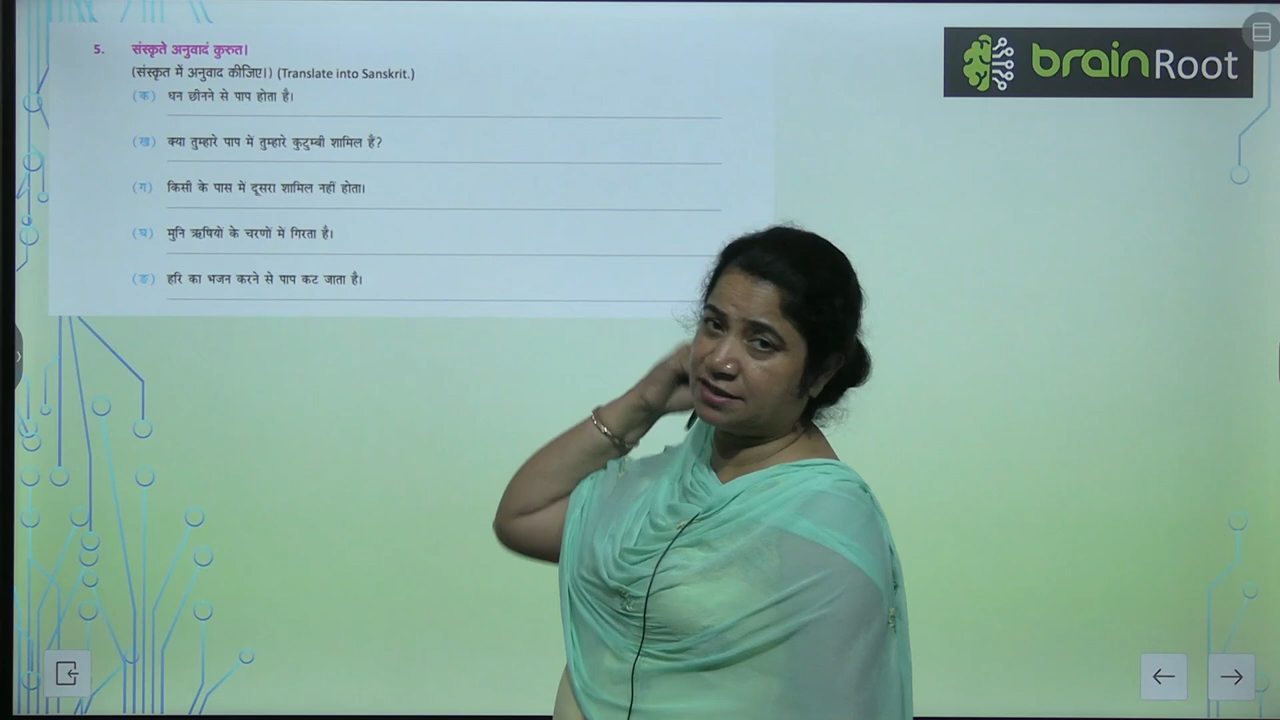 5. संस्कृते अनुवादं कुरुत।
(संस्कृत में अनुवाद कीजिए।) (Translate into Sanskrit.)
(क) धन छीनने से पाप होता है।
(ख) क्या तुम्हारे पाप में तुम्हारे कुटुम्बी शामिल हैं?
(ग) किसी के पास में दूसरा शामिल नहीं होता।
(घ) मुनि ऋषियों के चरणों में गिरता है।
(ङ) हरि का भजन करने से पाप कट जाता है।
brainRoot